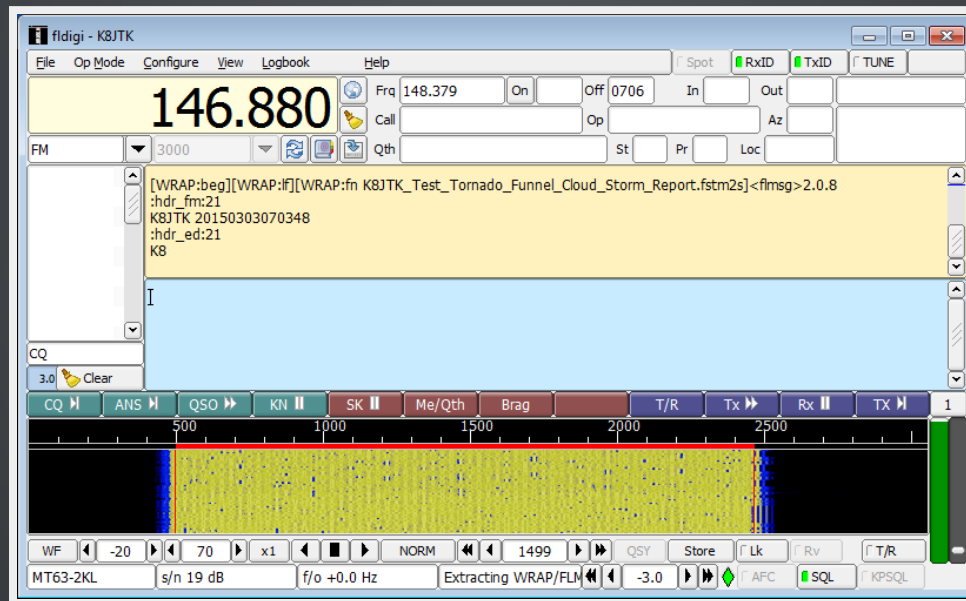 fldigi - K8JTK
File Op Mode Configure View Logbook Help Spot RxID TxID TUNE
146.880 Frq 148.379 On Off 0706 In Out
Call Op Az
FM 3000 Qth St Pr Loc
[WRAP:beg][WRAP:lf][WRAP:fn K8JTK_Test_Tornado_Funnel_Cloud_Storm_Report.fstm2s]<flmsg>2.0.8
:hdr_fm:21
K8JTK 20150303070348
:hdr_ed:21
K8
CQ
3.0 Clear
CQ ANS QSO KN SK Me/Qth Brag T/R Tx Rx TX 1
500 1000 1500 2000 2500
WF -20 70 x1 NORM 1499 QSY Store Lk Rv T/R
MT63-2KL s/n 19 dB f/o +0.0 Hz Extracting WRAP/FLM -3.0 AFC SQL KPSQL